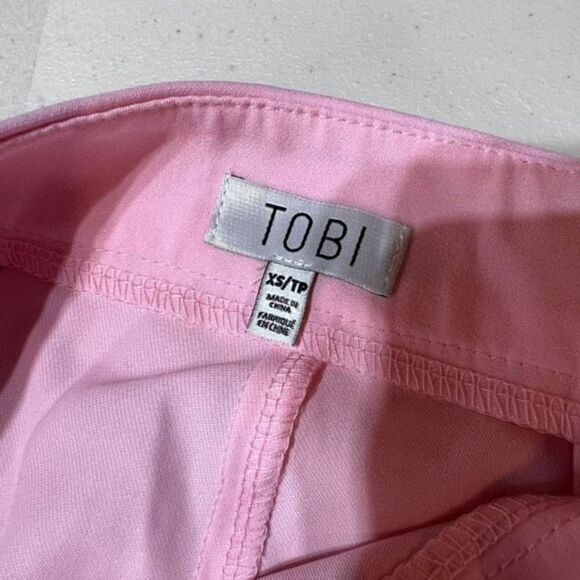 TOBI
XS/TP
MADE IN
CHINA
FABRIQUÉ
EN CHINE